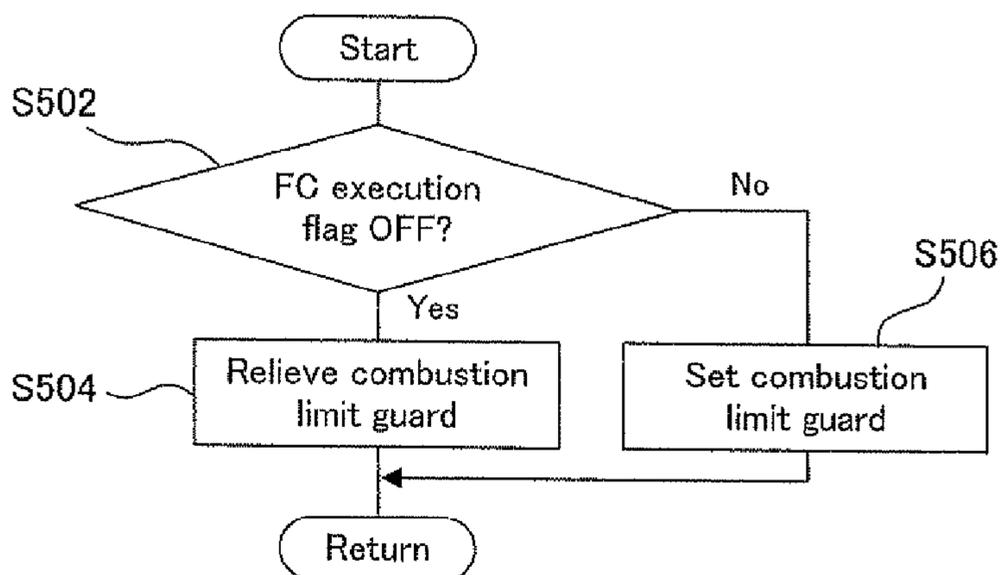 Start
S502
FC execution
flag OFF?
No
Yes
S506
S504
Relieve combustion
limit guard
Set combustion
limit guard
Return